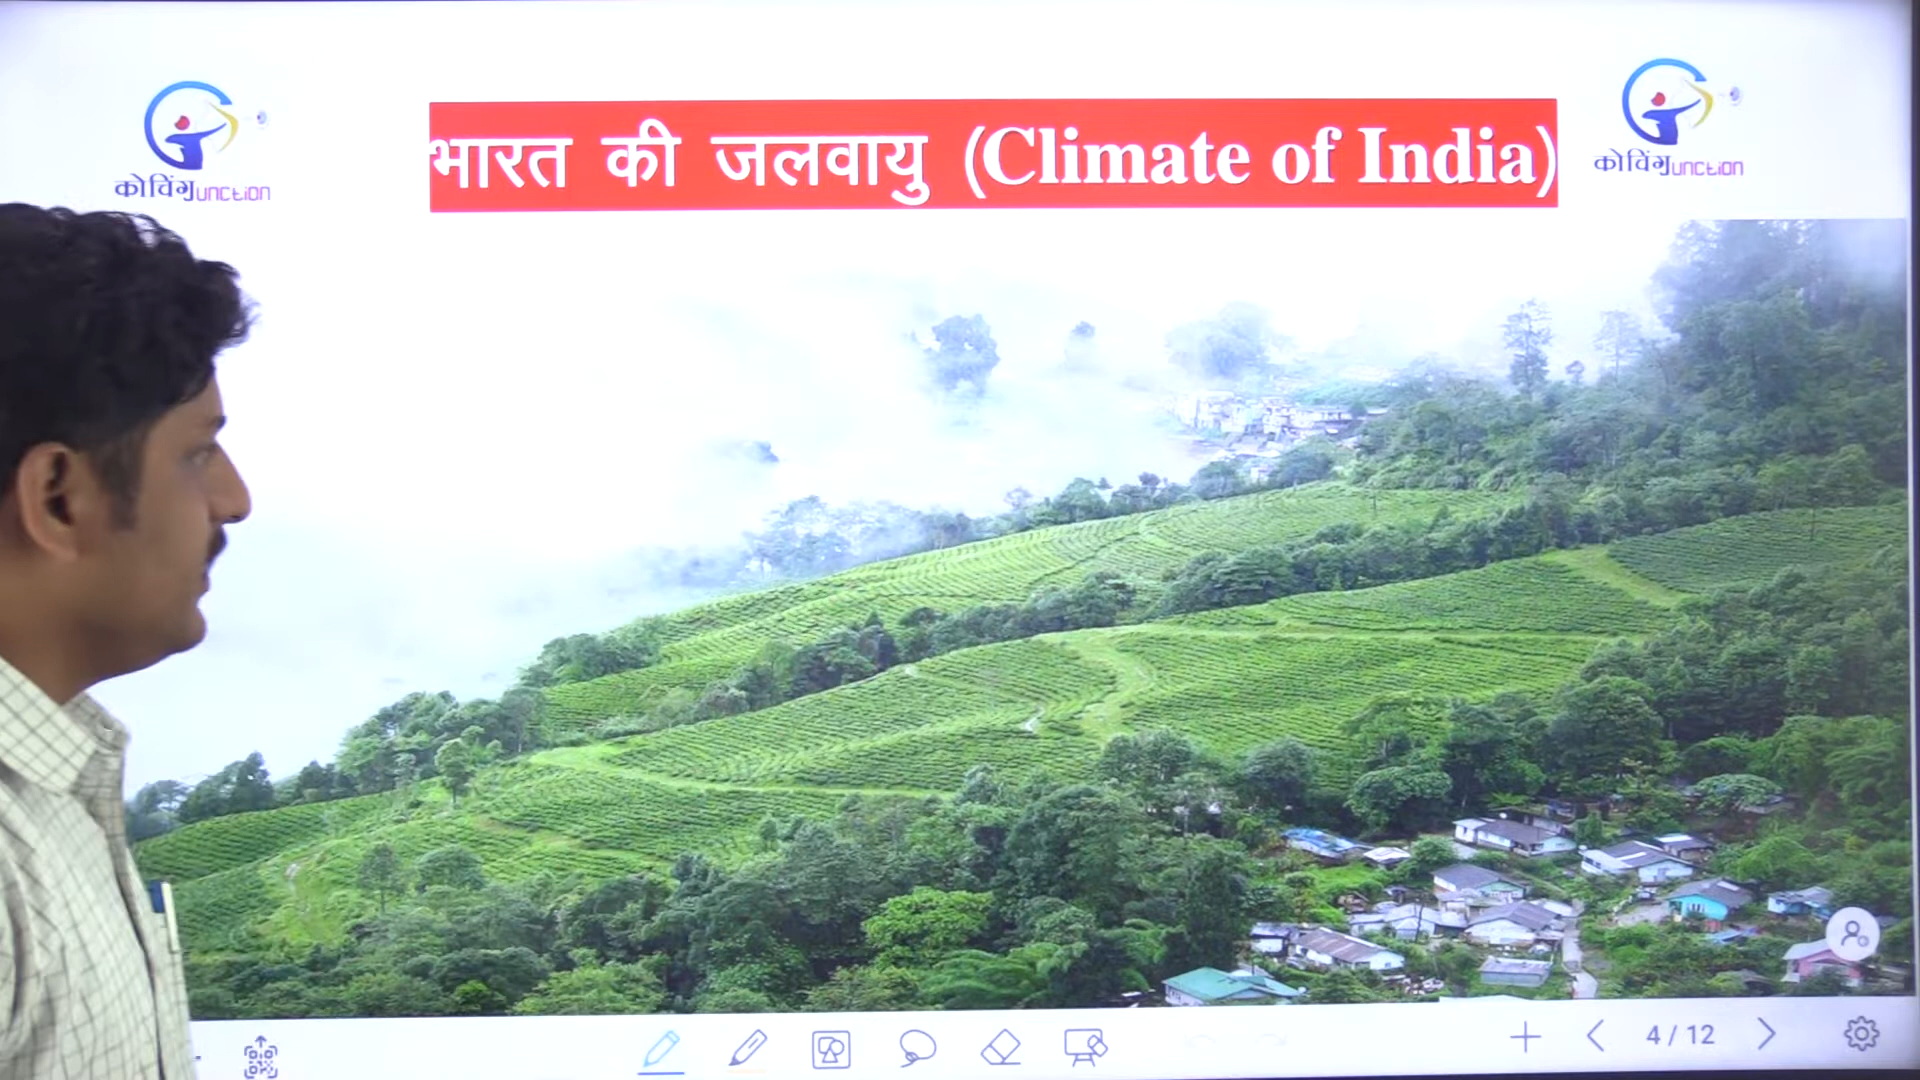 कोचिंगJunction
भारत की जलवायु (Climate of India)
कोचिंगJunction
4 / 12